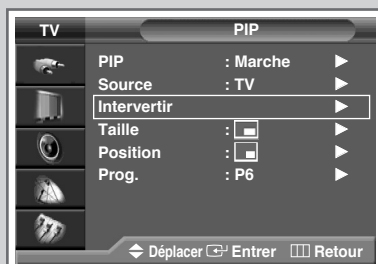 TV PIP
PIP : Marche
Source : TV
Intervertir
Taille :
Position :
Prog. : P6
Déplacer Entrer Retour